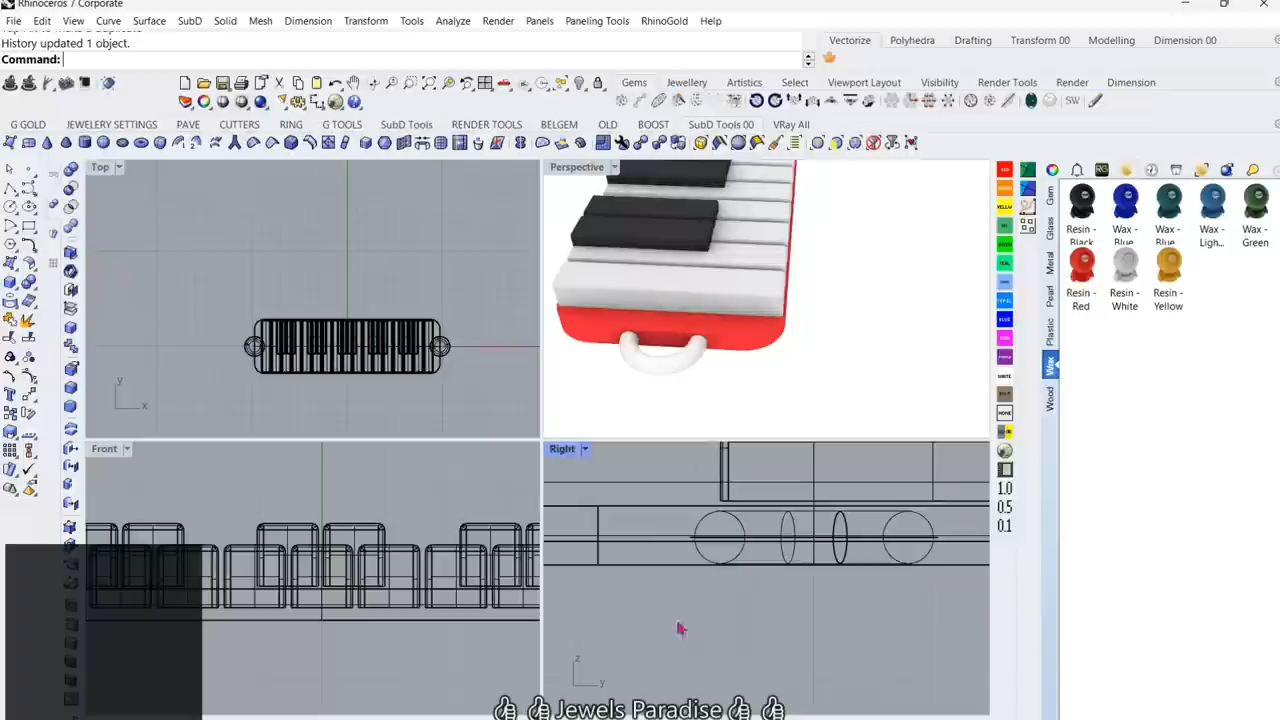 Rhinoceros 7 Corporate
File Edit View Curve Surface SubD Solid Mesh Dimension Transform Tools Analyze Render Panels Paneling Tools RhinoGold Help
History updated 1 object.
Command:
Vectorize Polyhedra Drafting Transform 00 Modelling Dimension 00
Gems Jewellery Artistics Select Viewport Layout Visibility Render Tools Render Dimension
SW
G GOLD JEWELERY SETTINGS PAVE CUTTERS RING G TOOLS SubD Tools RENDER TOOLS BELGEM OLD BOOST SubD Tools 00 VRay All
Top
Perspective
y
x
Front
Right
z
y
RED
WHITE
NONE
1.0
0.5
0.1
Gem
Glass
Metal
Pearl
Plastic
Wax
Wood
Resin - Black
Wax - Blue
Wax - Blue...
Wax - Ligh...
Wax - Green
Resin - Red
Resin - White
Resin - Yellow
Jewels Paradise